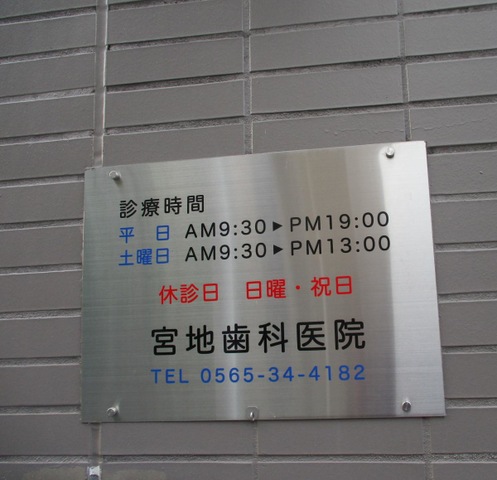 診療時間
平　日 AM9:30▶PM19:00
土曜日 AM9:30▶PM13:00
休診日　日曜・祝日
宮地歯科医院
TEL 0565-34-4182